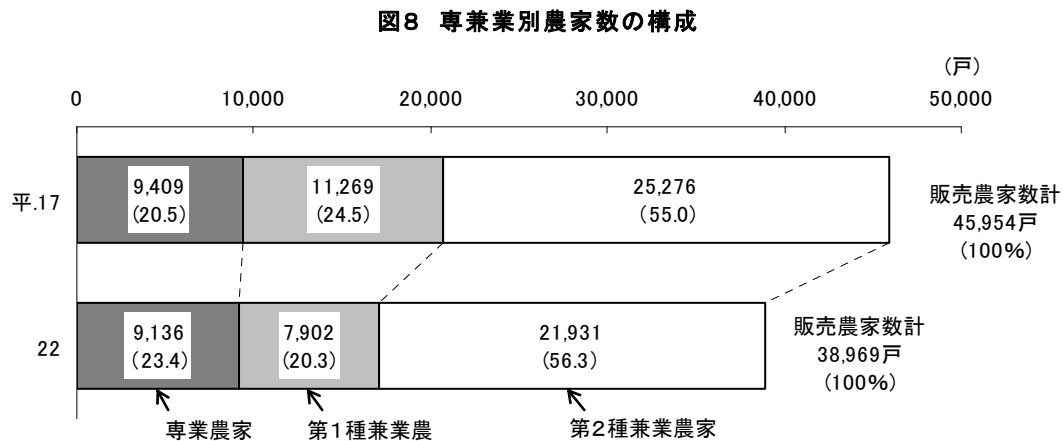 図8 専兼業別農家数の構成
(戸)
0 10,000 20,000 30,000 40,000 50,000
平.17
9,409
(20.5)
11,269
(24.5)
25,276
(55.0)
販売農家数計
45,954戸
(100%)
22
9,136
(23.4)
7,902
(20.3)
21,931
(56.3)
販売農家数計
38,969戸
(100%)
専業農家
第1種兼業農
第2種兼業農家